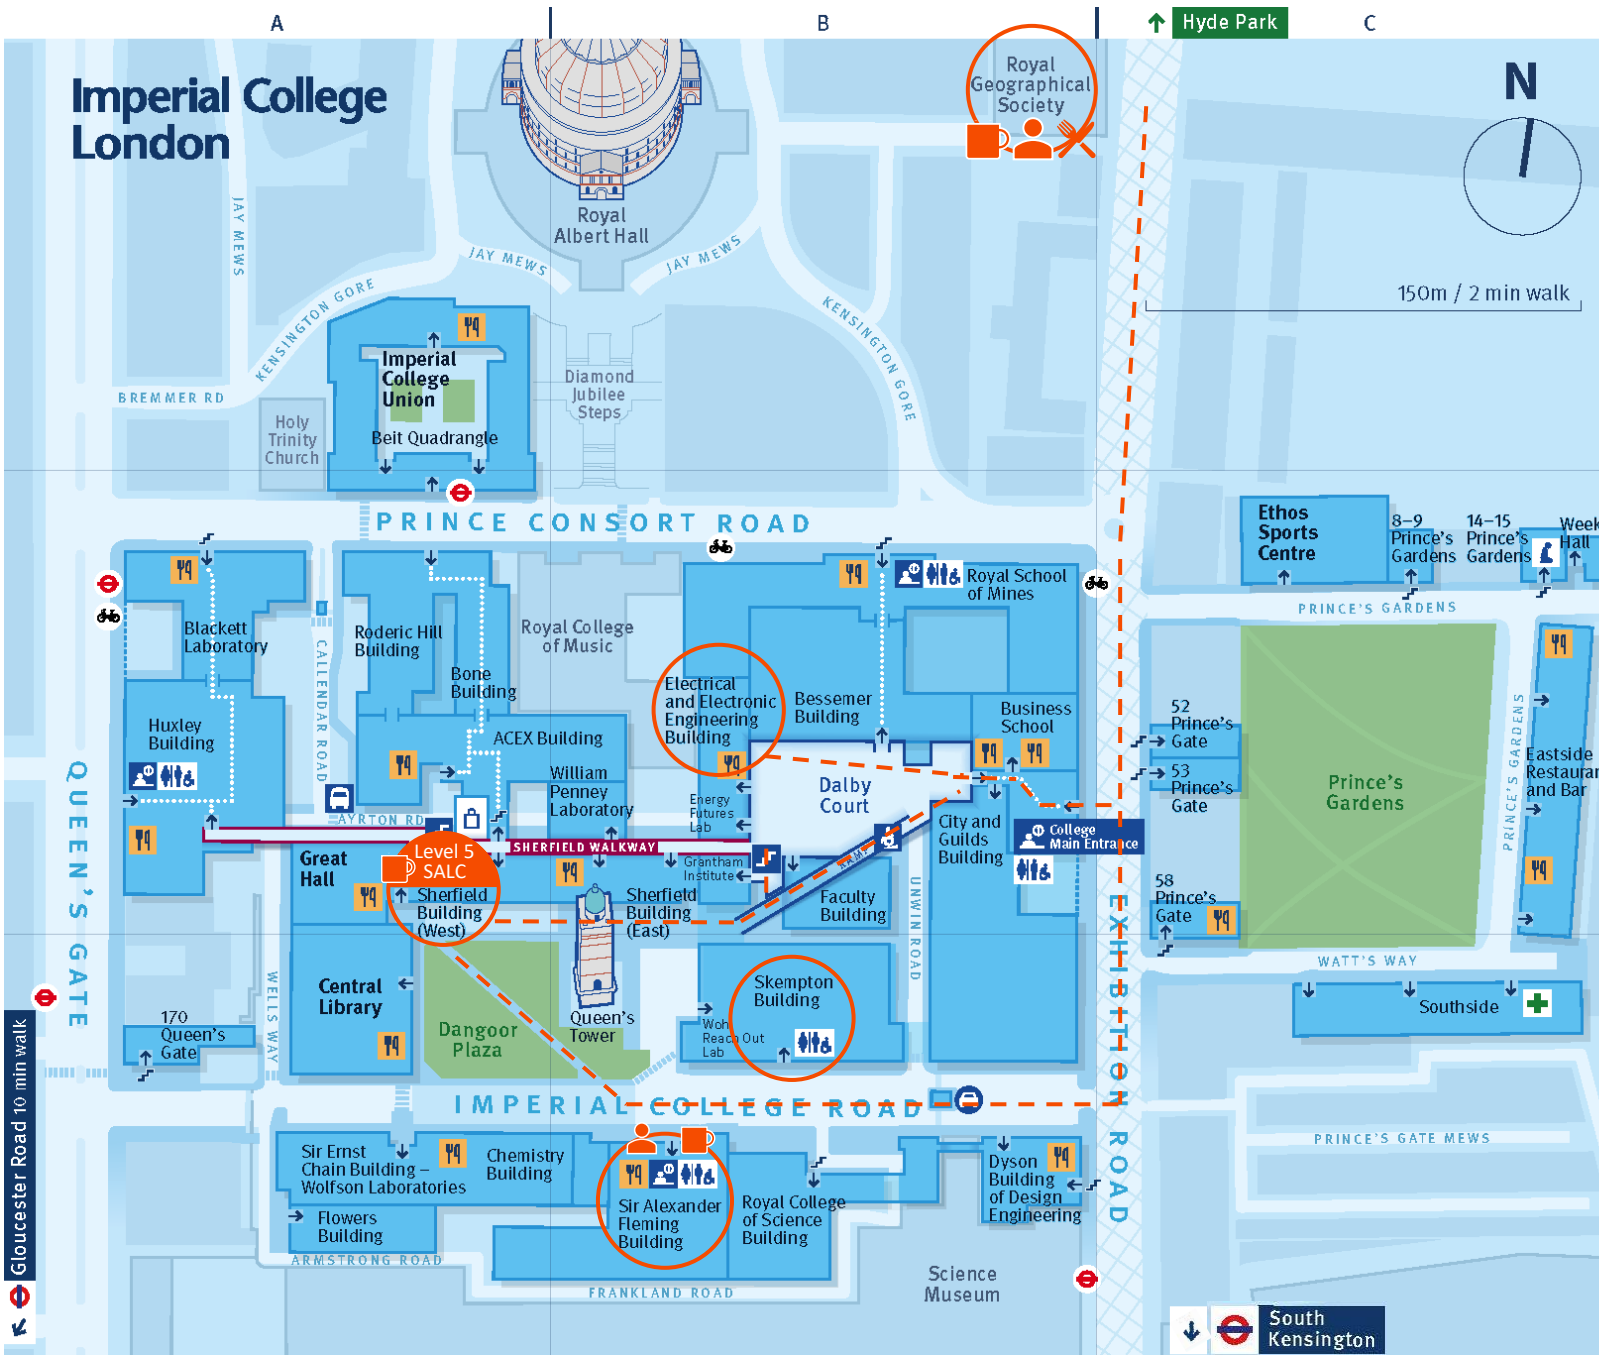 A
B
C
Hyde Park
Imperial College
London
N
150m / 2 min walk
Royal
Geographical
Society
Royal
Albert Hall
JAY MEWS
JAY MEWS
JAY MEWS
KENSINGTON GORE
KENSINGTON GORE
BREMMER RD
Imperial
College
Union
Beit Quadrangle
Holy
Trinity
Church
Diamond
Jubilee
Steps
PRINCE CONSORT ROAD
Ethos
Sports
Centre
8–9
Prince's
Gardens
14–15
Prince's
Gardens
Week
Hall
PRINCE'S GARDENS
Blackett
Laboratory
Roderic Hill
Building
Bone
Building
Royal College
of Music
Royal School
of Mines
CALLENDAR ROAD
Electrical
and Electronic
Engineering
Building
Bessemer
Building
Business
School
Huxley
Building
ACEX Building
William
Penney
Laboratory
Energy
Futures
Lab
Dalby
Court
52
Prince's
Gate
53
Prince's
Gate
Prince's
Gardens
PRINCE'S GARDENS
Eastside
Restaurar
and Bar
QUEEN'S GATE
AYRTON RD
SHERFIELD WALKWAY
Great
Hall
Level 5
SALC
Sherfield
Building
(West)
Grantham
Institute
Sherfield
Building
(East)
RAMP
Faculty
Building
City and
Guilds
Building
College
Main Entrance
UNWIN ROAD
58
Prince's
Gate
EXHIBITION ROAD
WATT'S WAY
Southside
Central
Library
WELLS WAY
170
Queen's
Gate
Dangoor
Plaza
Queen's
Tower
Skempton
Building
Woh
Reach Out
Lab
IMPERIAL COLLEGE ROAD
PRINCE'S GATE MEWS
Sir Ernst
Chain Building –
Wolfson Laboratories
Chemistry
Building
Flowers
Building
Sir Alexander
Fleming
Building
Royal College
of Science
Building
Dyson
Building
of Design
Engineering
ARMSTRONG ROAD
FRANKLAND ROAD
Science
Museum
Gloucester Road 10 min walk
South
Kensington